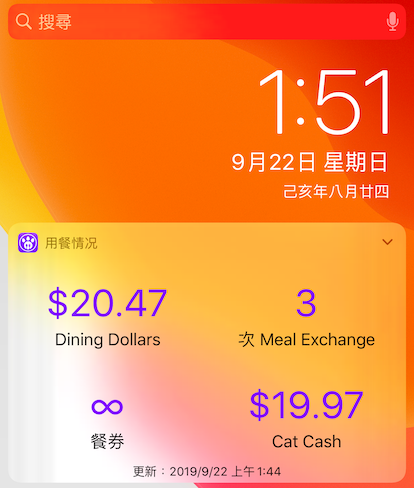 搜尋
1:51
9月22日 星期日
己亥年八月廿四
用餐情况
$20.47
Dining Dollars
3
次 Meal Exchange
∞
餐券
$19.97
Cat Cash
更新：2019/9/22 上午1:44